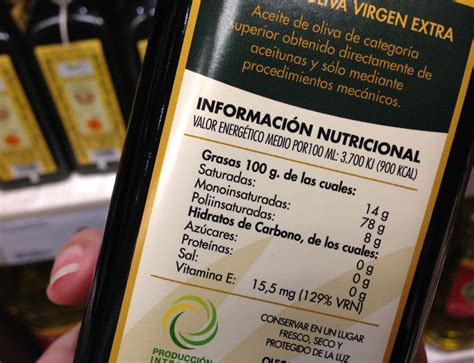 OLIVA VIRGEN EXTRA
Aceite de oliva de categoría
superior obtenido directamente de
aceitunas y sólo mediante
procedimientos mecánicos.
INFORMACIÓN NUTRICIONAL
VALOR ENERGÉTICO MEDIO POR100 ML: 3.700 KJ (900 KCAL)
Grasas 100 g. de las cuales:
Saturadas: 14 g
Monoinsaturadas: 78 g
Poliinsaturadas: 8 g
Hidratos de Carbono, de los cuales: 0 g
Azúcares: 0 g
Proteínas: 0 g
Sal: 0 g
Vitamina E: 15,5 mg (129% VRN)
CONSERVAR EN UN LUGAR
FRESCO, SECO Y
PROTEGIDO DE LA LUZ
PRODUCCIÓN